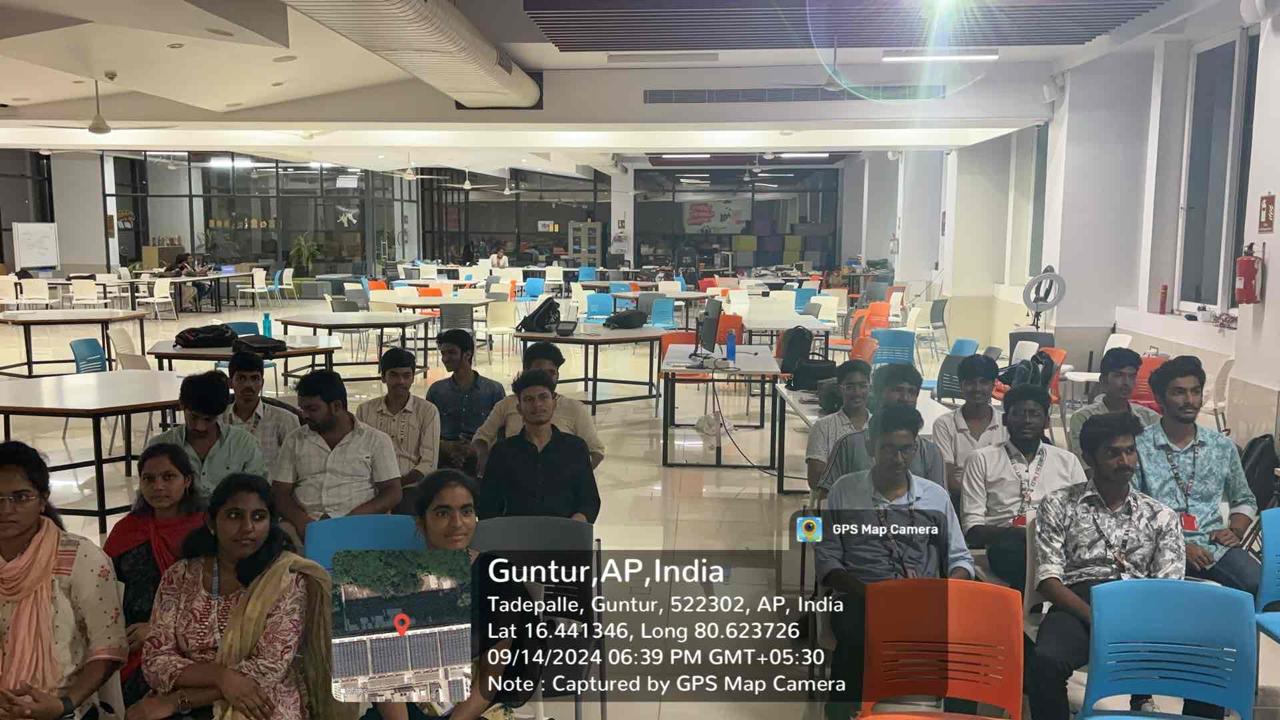 GPS Map Camera
Guntur,AP,India
Tadepalle, Guntur, 522302, AP, India
Lat 16.441346, Long 80.623726
09/14/2024 06:39 PM GMT+05:30
Note : Captured by GPS Map Camera